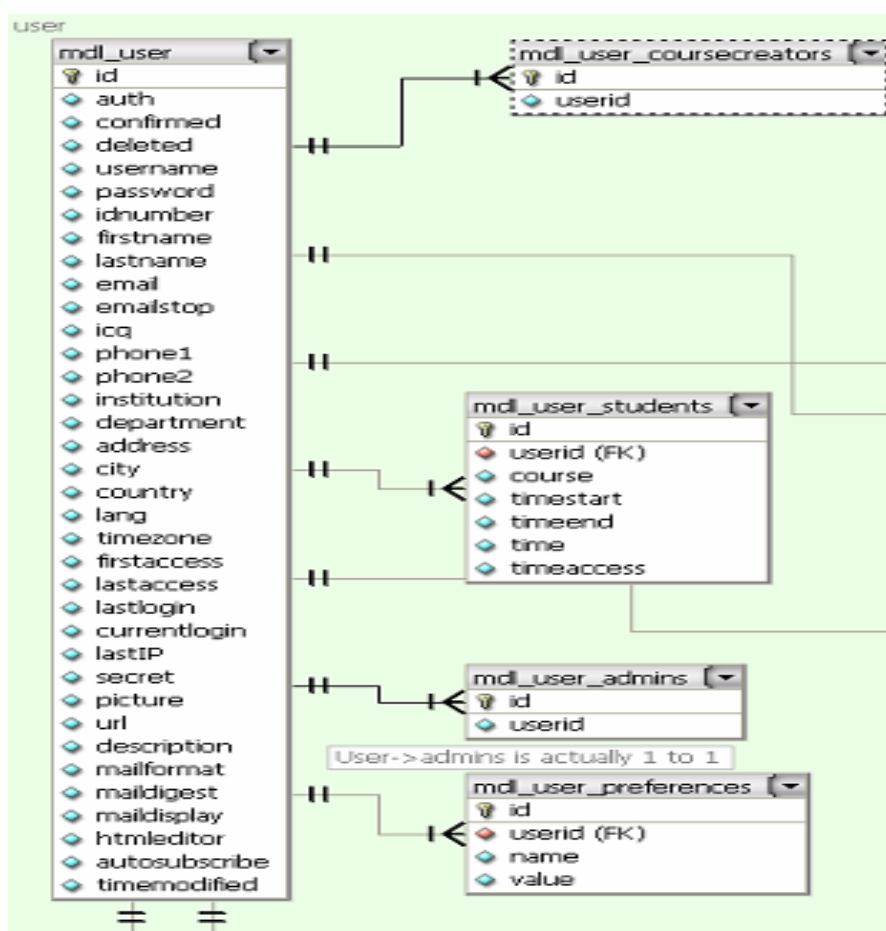 user
mdl_user
id
auth
confirmed
deleted
username
password
idnumber
firstname
lastname
email
emailstop
icq
phone1
phone2
institution
department
address
city
country
lang
timezone
firstaccess
lastaccess
lastlogin
currentlogin
lastIP
secret
picture
url
description
mailformat
maildigest
maildisplay
htmleditor
autosubscribe
timemodified
mdl_user_coursecreators
id
userid
mdl_user_students
id
userid (FK)
course
timestart
timeend
time
timeaccess
mdl_user_admins
id
userid
User->admins is actually 1 to 1
mdl_user_preferences
id
userid (FK)
name
value